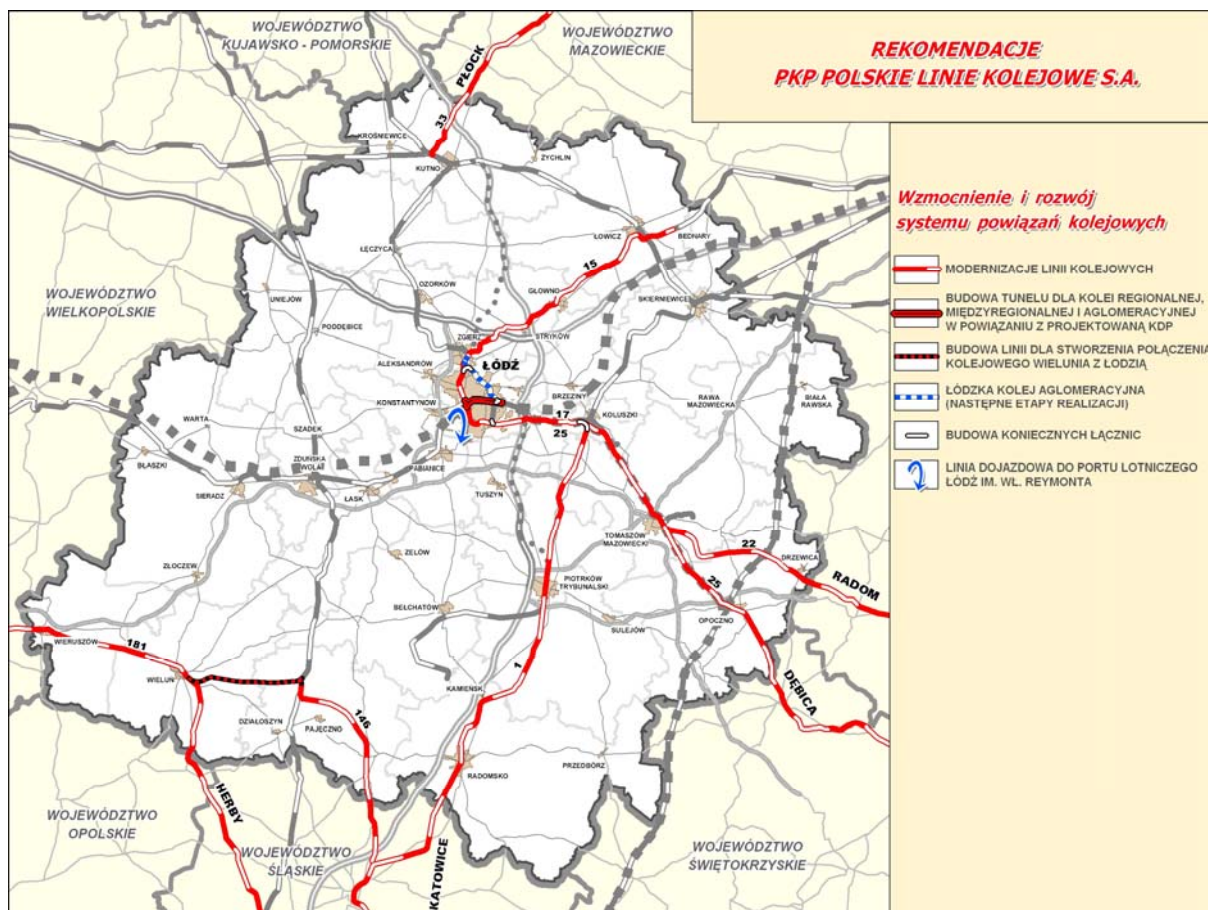 REKOMENDACJE
PKP POLSKIE LINIE KOLEJOWE S.A.
Wzmocnienie i rozwój
systemu powiązań kolejowych
MODERNIZACJE LINII KOLEJOWYCH
BUDOWA TUNELU DLA KOLEI REGIONALNEJ,
MIĘDZYREGIONALNEJ I AGLOMERACYJNEJ
W POWIĄZANIU Z PROJEKTOWANĄ KDP
BUDOWA LINII DLA STWORZENIA POŁĄCZENIA
KOLEJOWEGO WIELUNIA Z ŁODZIĄ
ŁÓDZKA KOLEJ AGLOMERACYJNA
(NASTĘPNE ETAPY REALIZACJI)
BUDOWA KONIECZNYCH ŁĄCZNIC
LINIA DOJAZDOWA DO PORTU LOTNICZEGO
ŁÓDŹ IM. WŁ. REYMONTA
WOJEWÓDZTWO
KUJAWSKO - POMORSKIE
WOJEWÓDZTWO
MAZOWIECKIE
PŁOCK
33
KROŚNIEWICE
KUTNO
ŻYCHLIN
ŁOWICZ
BEDNARY
ŁĘCZYCA
15
WOJEWÓDZTWO
WIELKOPOLSKIE
UNIEJÓW
OZORKÓW
GŁOWNO
SKIERNIEWICE
PODDĘBICE
ZGIERZ
STRYKÓW
ALEKSANDRÓW
ŁÓDŹ
BRZEZINY
RAWA
MAZOWIECKA
BIAŁA
RAWSKA
KONSTANTYNÓW
17
KOLUSZKI
25
WARTA
SZADEK
BŁASZKI
ZDUŃSKA
WOLA
PABIANICE
SIERADZ
ŁASK
TUSZYN
TOMASZÓW
MAZOWIECKI
22
DRZEWICA
RADOM
ZŁOCZEW
ZELÓW
PIOTRKÓW
TRYBUNALSKI
25
BEŁCHATÓW
SULEJÓW
OPOCZNO
WIERUSZÓW
181
WIELUŃ
1
KAMIEŃSK
DĘBICA
DZIAŁOSZYN
PAJĘCZNO
146
RADOMSKO
PRZEDBÓRZ
HERBY
WOJEWÓDZTWO
OPOLSKIE
WOJEWÓDZTWO
ŚLĄSKIE
KATOWICE
WOJEWÓDZTWO
ŚWIĘTOKRZYSKIE